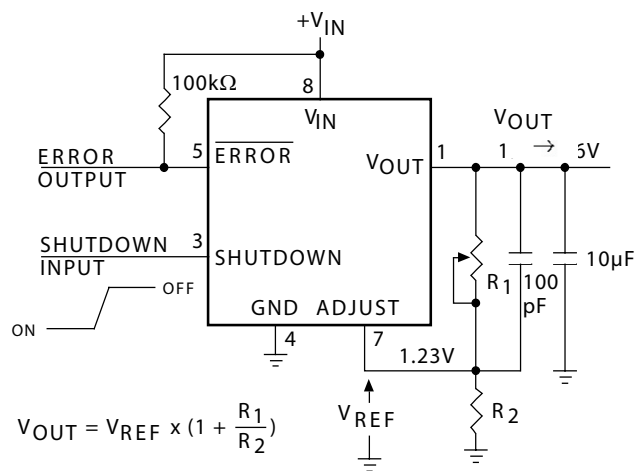 +VIN
100kΩ
8
VIN
VOUT
ERROR
OUTPUT
5
ERROR
VOUT
1
1
→
6V
SHUTDOWN
INPUT
3
SHUTDOWN
R1
100
pF
10µF
ON
OFF
GND
ADJUST
4
7
1.23V
VREF
R2
VOUT = VREF x (1 + R1/R2)